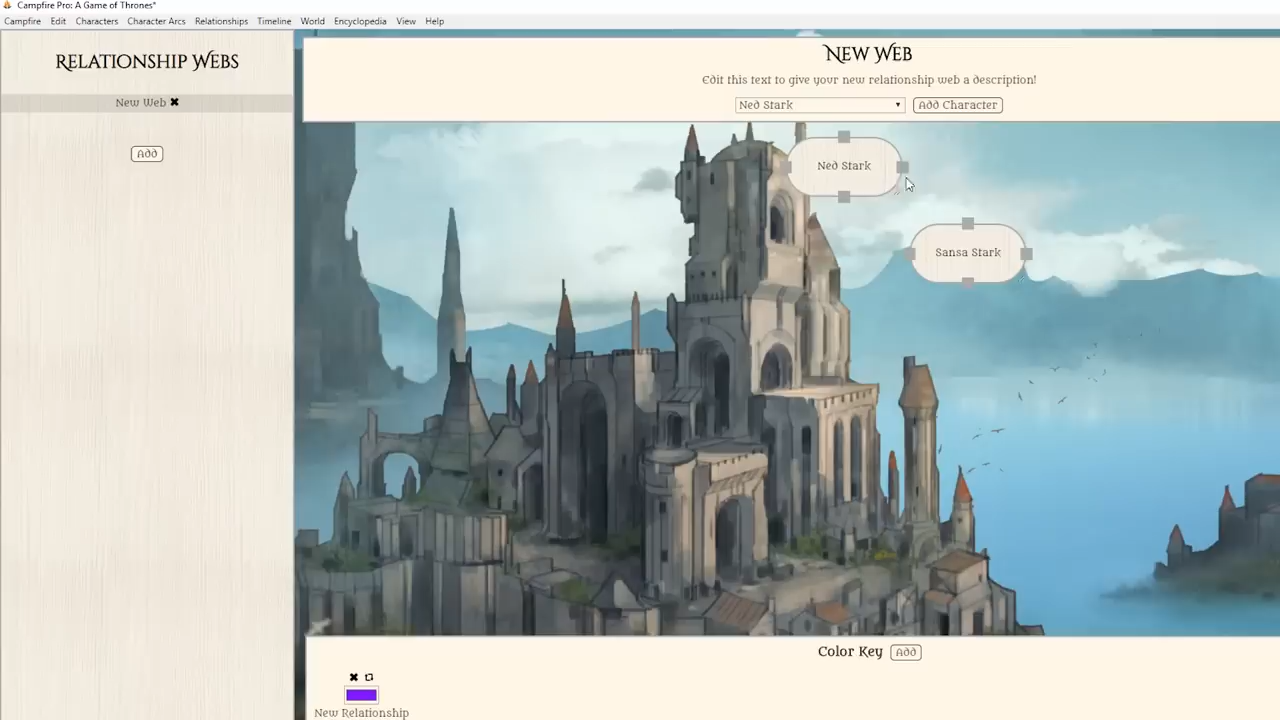 Campfire Pro: A Game of Thrones*
Campfire Edit Characters Character Arcs Relationships Timeline World Encyclopedia View Help
Relationship Webs
New Web ✖
Add
New Web
Edit this text to give your new relationship web a description!
Ned Stark Add Character
Ned Stark
Sansa Stark
Color Key Add
New Relationship